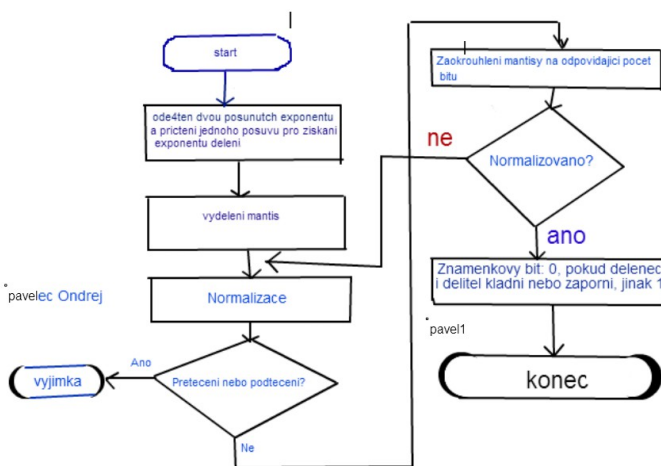 start
ode4ten dvou posunutch exponentu
a pricteni jednoho posuvu pro ziskani
exponentu deleni
vydeleni mantis
Normalizace
pavelec Ondrej
Preteceni nebo podteceni?
Ano
vyjimka
Ne
Zaokrouhleni mantisy na odpovidajici pocet
bitu
Normalizovano?
ne
ano
Znamenkovy bit: 0, pokud delenec
i delitel kladni nebo zaporni, jinak 1
pavel1
konec